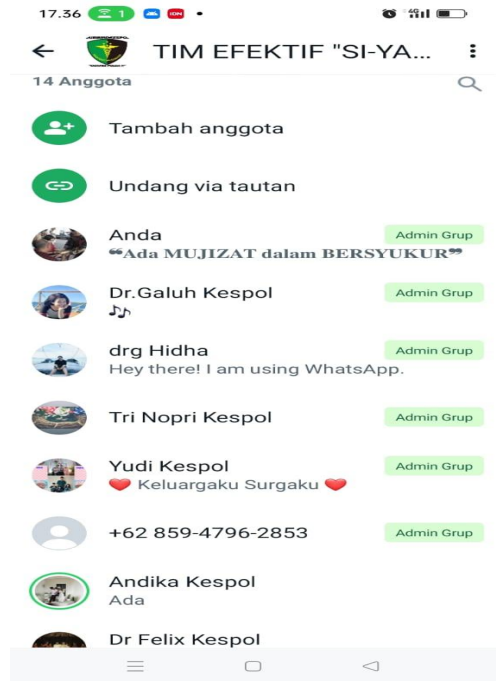 17.36 1 IDN 4G
TIM EFEKTIF "SI-YA...
14 Anggota
Tambah anggota
Undang via tautan
Anda Admin Grup
❝Ada MUJIZAT dalam BERSYUKUR❞
Dr.Galuh Kespol Admin Grup
drg Hidha Admin Grup
Hey there! I am using WhatsApp.
Tri Nopri Kespol Admin Grup
Yudi Kespol Admin Grup
❤️ Keluargaku Surgaku ❤️
+62 859-4796-2853 Admin Grup
Andika Kespol
Ada
Dr Felix Kespol